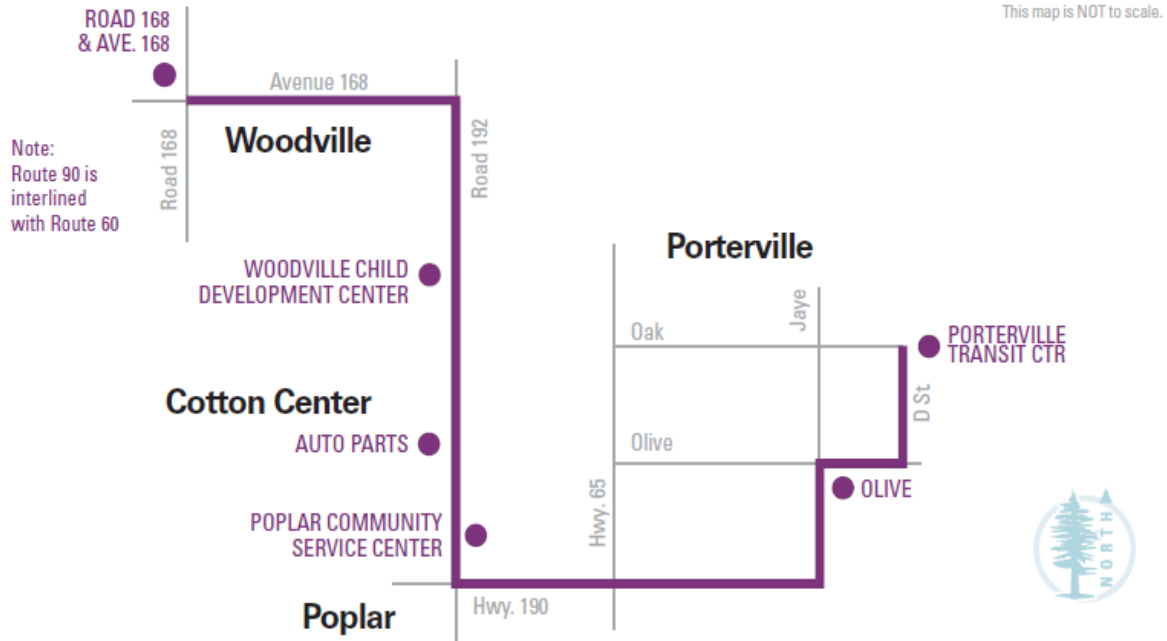 This map is NOT to scale.
ROAD 168
& AVE. 168
Avenue 168
Woodville
Road 168
Road 192
Note:
Route 90 is
interlined
with Route 60
WOODVILLE CHILD
DEVELOPMENT CENTER
Porterville
Jaye
Oak
PORTERVILLE
TRANSIT CTR
D St.
Cotton Center
AUTO PARTS
Olive
OLIVE
Hwy. 65
POPLAR COMMUNITY
SERVICE CENTER
NORTH
Hwy. 190
Poplar